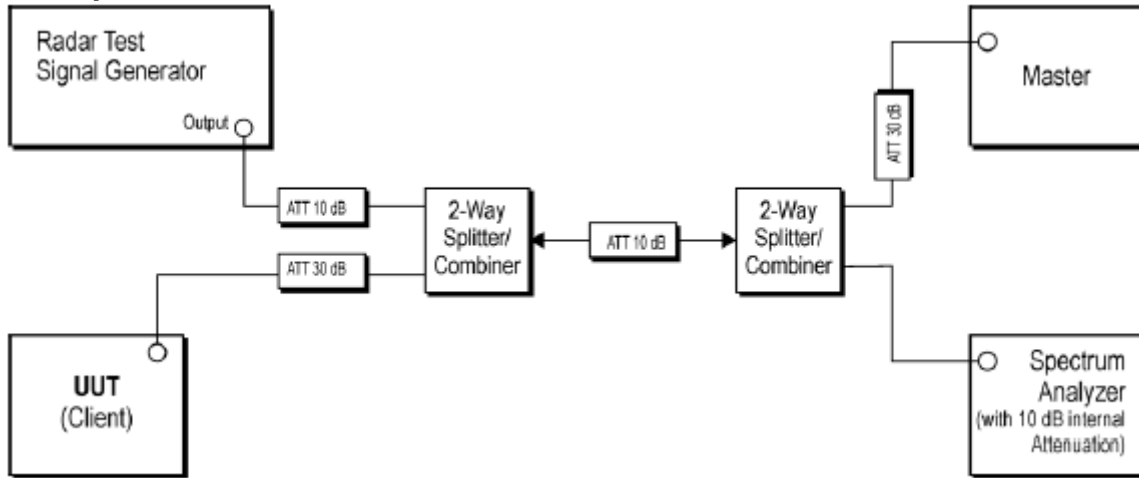 Radar Test
Signal Generator
Output
ATT 10 dB
ATT 30 dB
UUT
(Client)
2-Way
Splitter/
Combiner
ATT 10 dB
2-Way
Splitter/
Combiner
ATT 30 dB
Master
Spectrum
Analyzer
(with 10 dB internal
Attenuation)